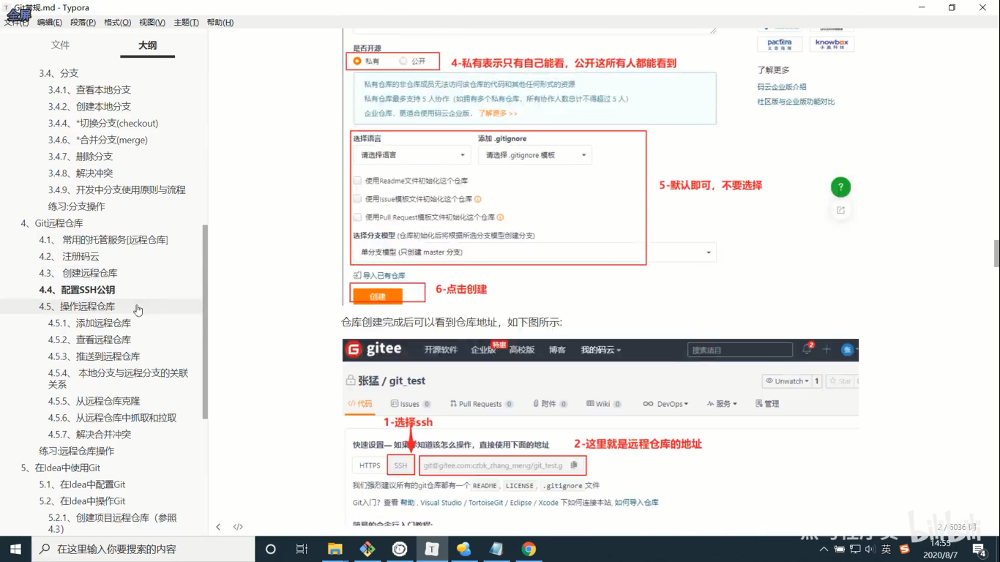 Git常规.md - Typora
全屏
文件(F) 编辑(E) 段落(P) 格式(O) 视图(V) 主题(T) 帮助(H)
文件 大纲
3.4、分支
3.4.1、查看本地分支
3.4.2、创建本地分支
3.4.4、*切换分支(checkout)
3.4.6、*合并分支(merge)
3.4.7、删除分支
3.4.8、解决冲突
3.4.9、开发中分支使用原则与流程
练习:分支操作
4、Git远程仓库
4.1、 常用的托管服务[远程仓库]
4.2、 注册码云
4.3、 创建远程仓库
4.4、配置SSH公钥
4.5、操作远程仓库
4.5.1、添加远程仓库
4.5.2、查看远程仓库
4.5.3、推送到远程仓库
4.5.4、 本地分支与远程分支的关联
关系
4.5.5、从远程仓库克隆
4.5.6、从远程仓库中抓取和拉取
4.5.7、解决合并冲突
练习:远程仓库操作
5、在Idea中使用Git
5.1、在Idea中配置Git
5.2、在Idea中操作Git
5.2.1、创建项目远程仓库（参照
4.3）
是否开源
私有 公开
4-私有表示只有自己能看，公开这所有人都能看到
私有仓库的非仓库成员无法访问该仓库的代码和其他任何形式的资源
私有仓库最多支持 5 人协作（如拥有多个私有仓库，所有协作人数总计不得超过 5 人）
企业仓库，更适合使用码云企业版，了解更多 >>
选择语言 添加 .gitignore
请选择语言 请选择 .gitignore 模板
使用Readme文件初始化这个仓库
使用Issue模板文件初始化这个仓库
使用Pull Request模板文件初始化这个仓库
5-默认即可，不要选择
选择分支模型 (仓库初始化后将根据所选分支模型创建分支)
单分支模型 (只创建 master 分支)
导入已有仓库
创建
6-点击创建
pactera
knowbox
了解更多
码云企业版介绍
社区版与企业版功能对比
?
仓库创建完成后可以看到仓库地址，如下图所示:
gitee 开源软件 企业版 特惠 高校版 博客 我的码云 搜索项目 2 张
张猛 / git_test
Unwatch 1 Star
代码 Issues 0 Pull Requests 0 附件 0 Wiki 0 DevOps 服务 管理
1-选择ssh
快速设置— 如果你知道该怎么操作，直接使用下面的地址
2-这里就是远程仓库的地址
HTTPS SSH git@gitee.com:czbk_zhang_meng/git_test.g
我们强烈建议所有的git仓库都有一个 README , LICENSE , .gitignore 文件
Git入门？查看 帮助 , Visual Studio / TortoiseGit / Eclipse / Xcode 下如何连接本站, 如何导入仓库
简易的命令行入门教程:
2 / 6036 词
bilibili
在这里输入你要搜索的内容
英
14:55
2020/8/7
4